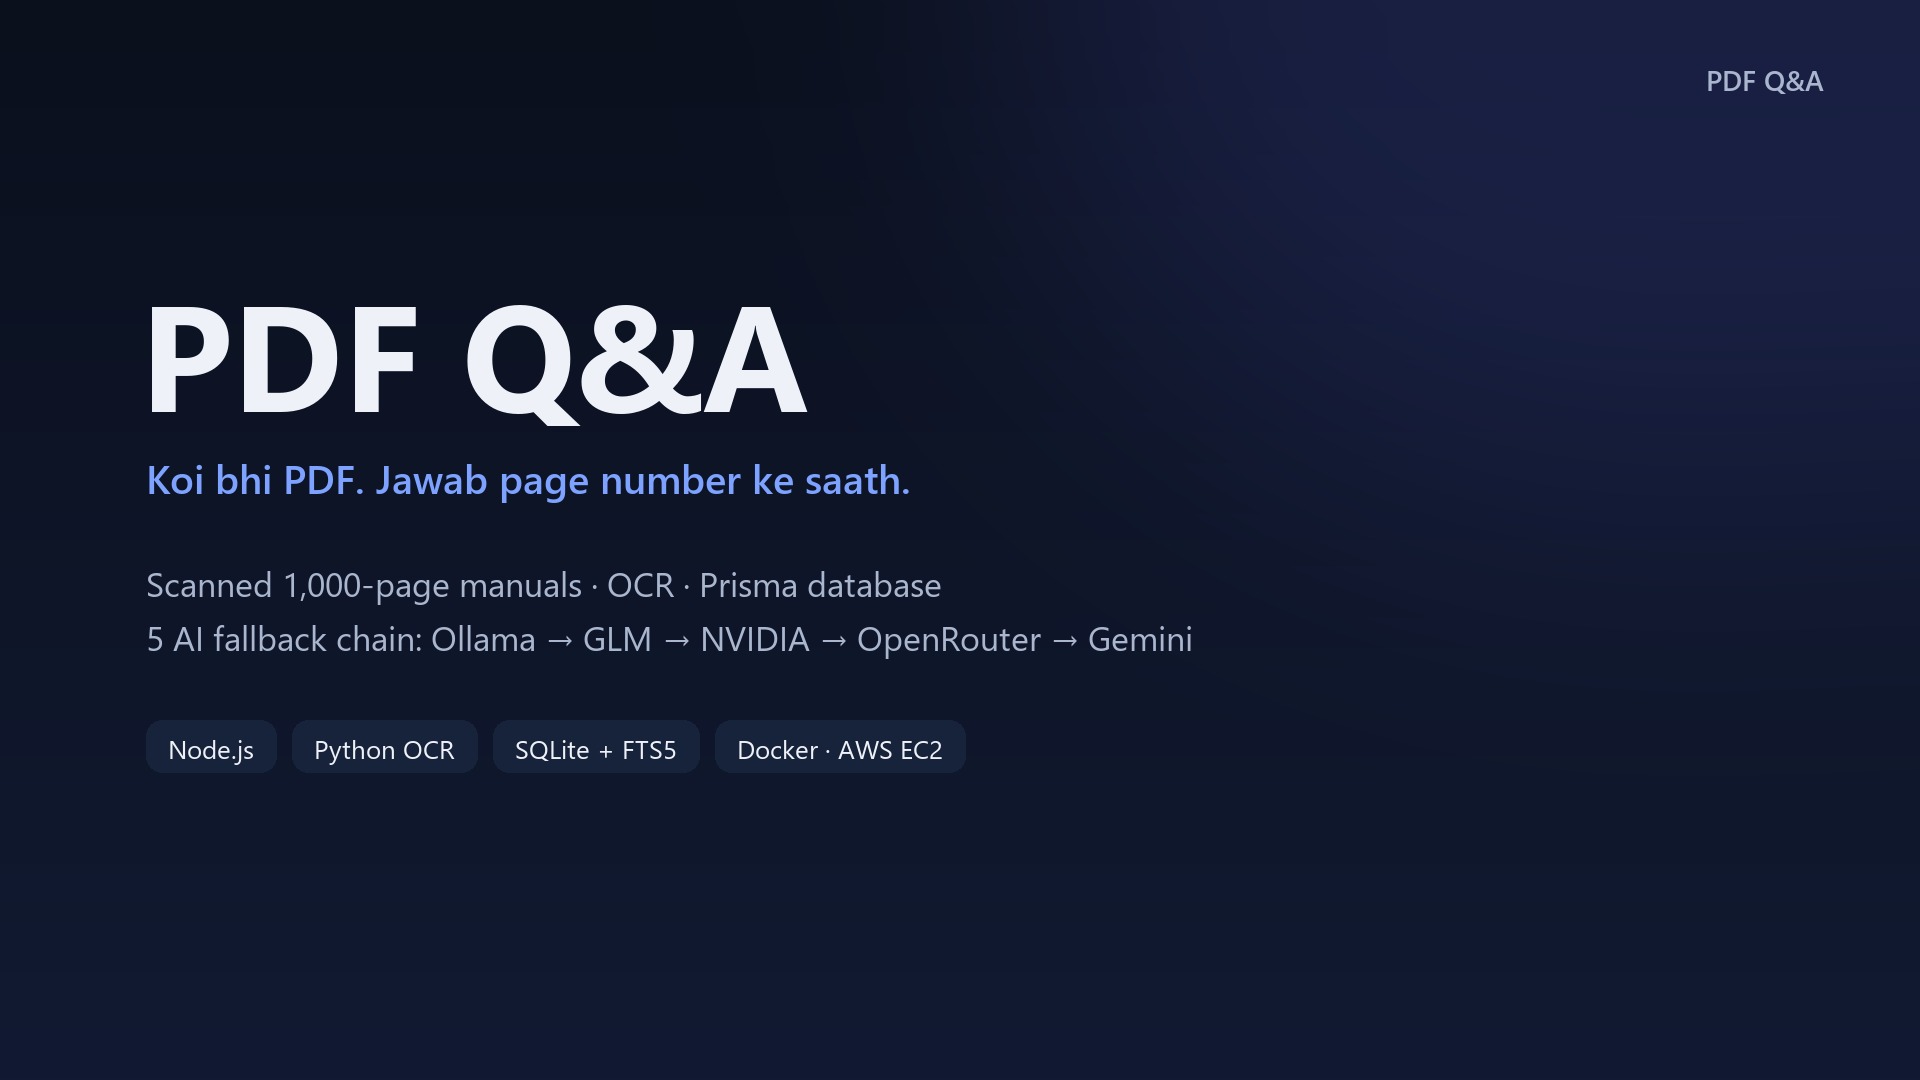 PDF Q&A
PDF Q&A
Koi bhi PDF. Jawab page number ke saath.
Scanned 1,000-page manuals · OCR · Prisma database
5 AI fallback chain: Ollama → GLM → NVIDIA → OpenRouter → Gemini
Node.js Python OCR SQLite + FTS5 Docker · AWS EC2